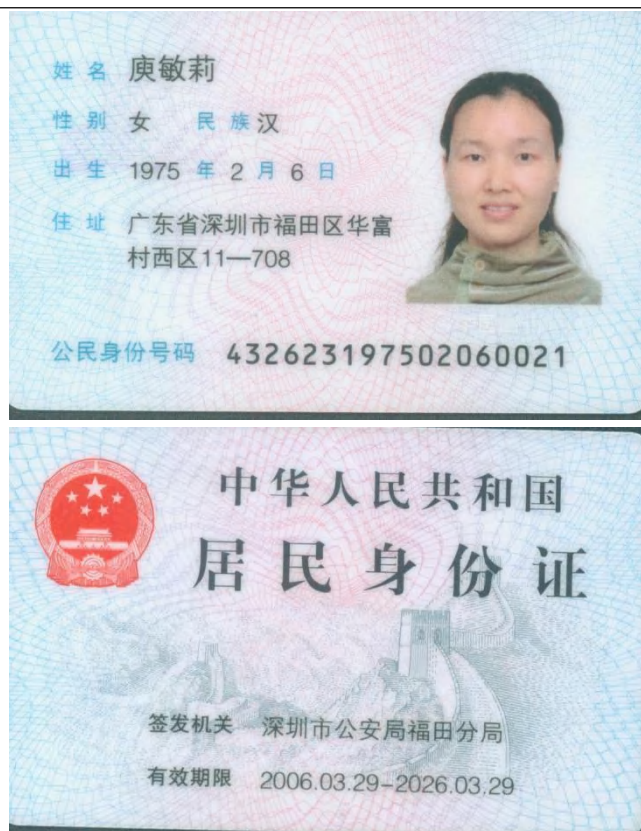 姓名 庾敏莉
性别 女 民族 汉
出生 1975 年 2 月 6 日
住址 广东省深圳市福田区华富
村西区11—708
公民身份号码 432623197502060021
中华人民共和国
居民身份证
签发机关 深圳市公安局福田分局
有效期限 2006.03.29-2026.03.29